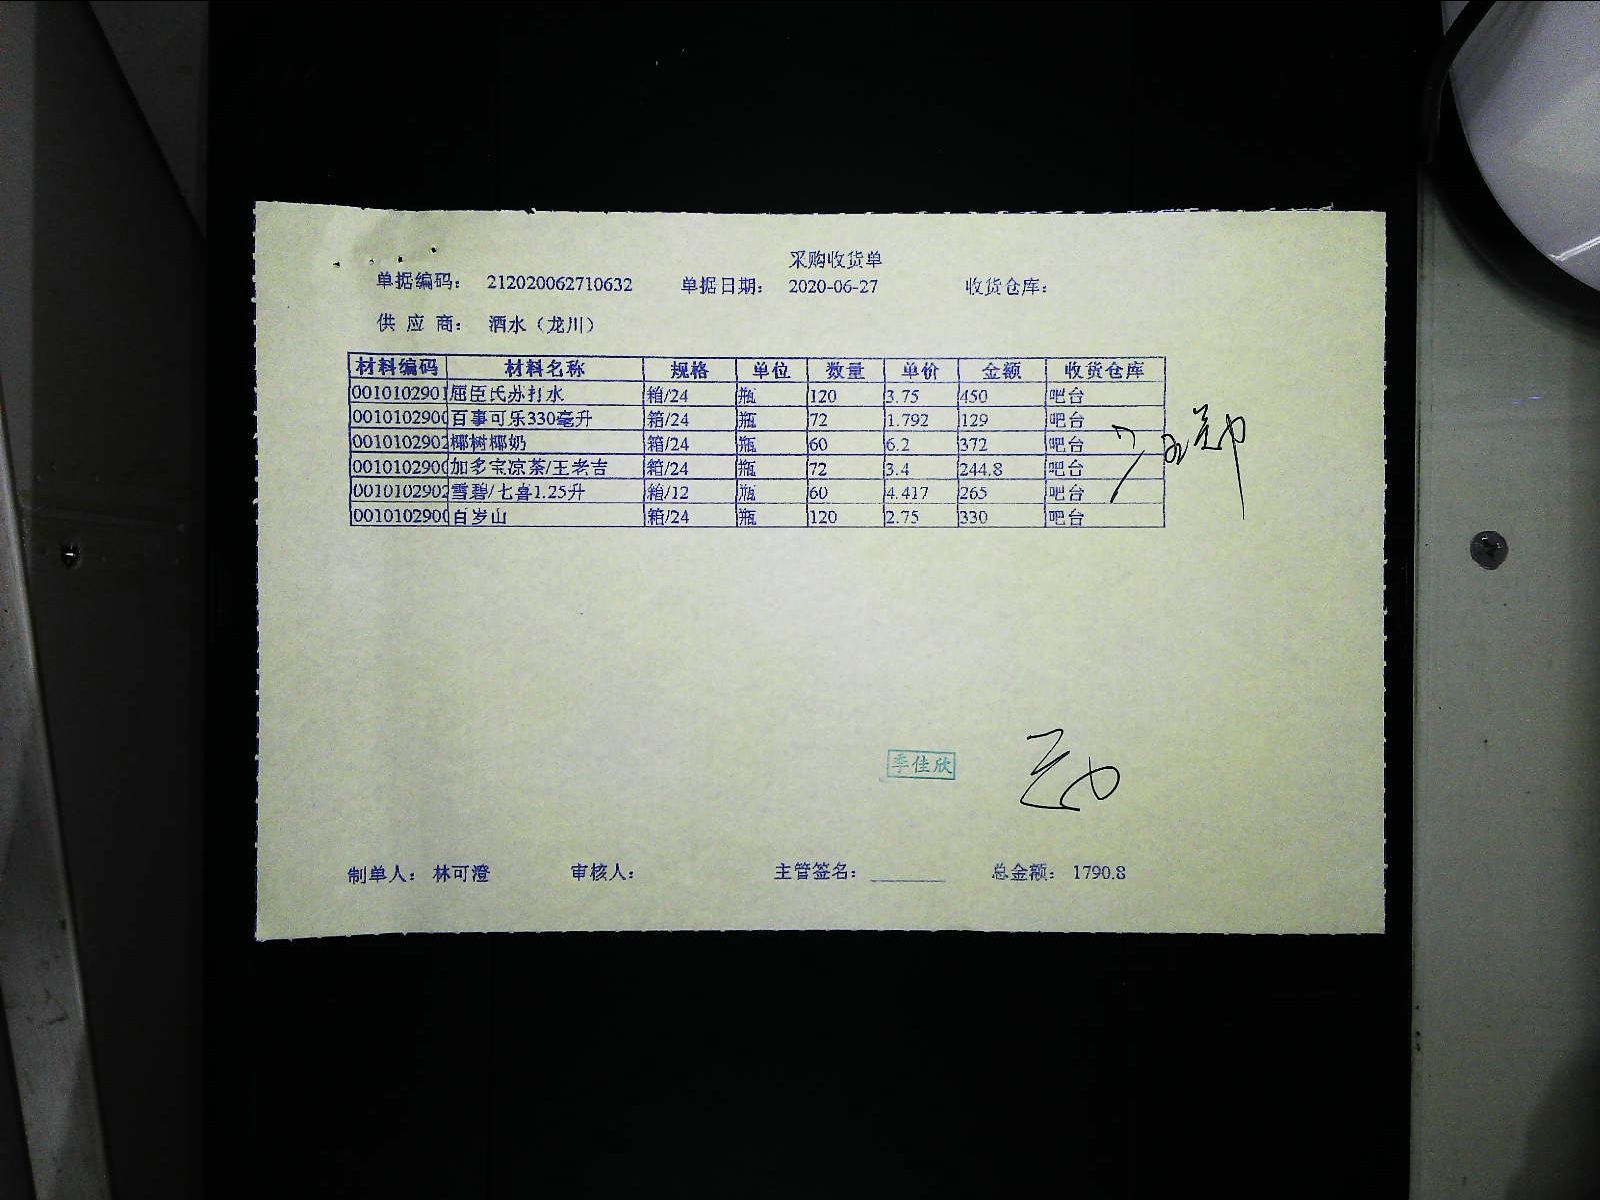 采购收货单
单据编码： 212020062710632 单据日期： 2020-06-27 收货仓库：
供 应 商： 酒水（龙川）
材料编码 材料名称 规格 单位 数量 单价 金额 收货仓库
0010102901 屈臣氏苏打水 箱/24 瓶 120 3.75 450 吧台
001010290 百事可乐330毫升 箱/24 瓶 72 1.792 129 吧台
0010102902 椰树椰奶 箱/24 瓶 60 6.2 372 吧台
001010290 加多宝凉茶/王老吉 箱/24 瓶 72 3.4 244.8 吧台
0010102902 雪碧/七喜1.25升 箱/12 瓶 60 4.417 265 吧台
001010290 百岁山 箱/24 瓶 120 2.75 330 吧台
季佳欣
制单人： 林可澄 审核人： 主管签名： 总金额： 1790.8